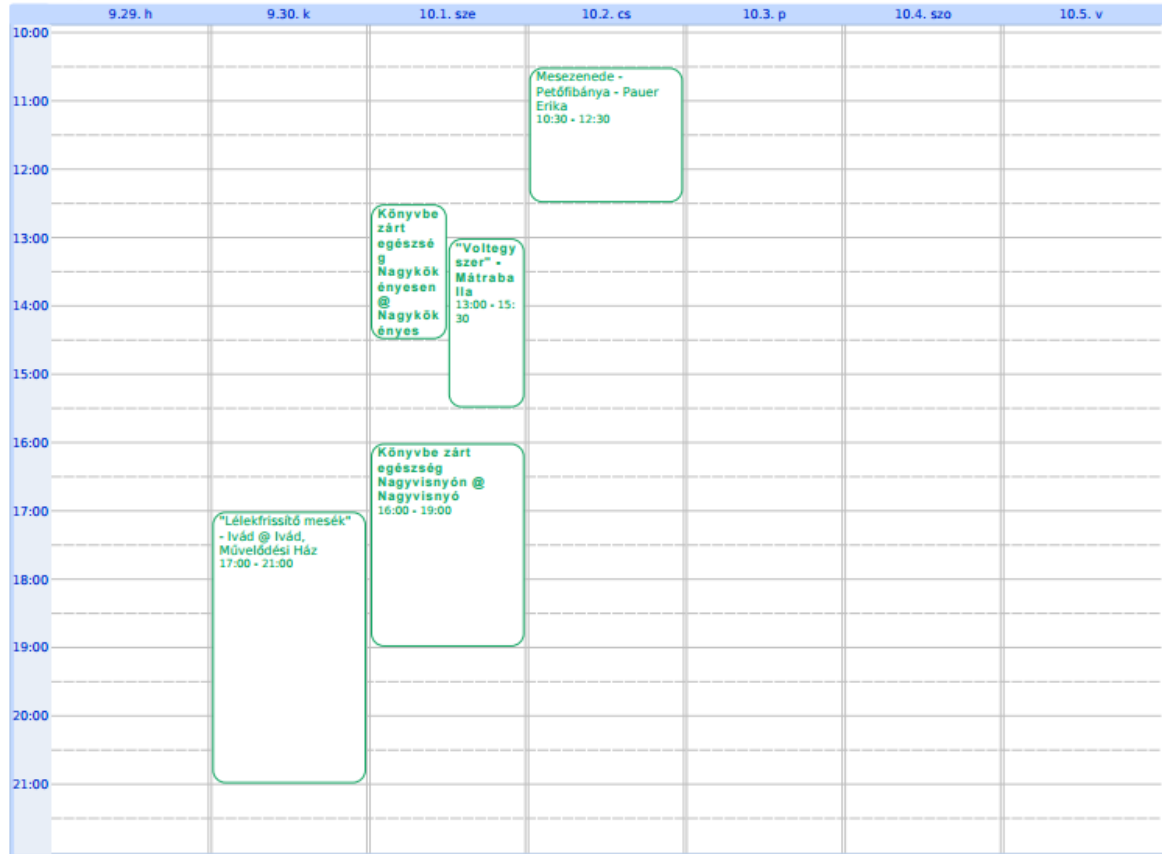 9.29. h
9.30. k
10.1. sze
10.2. cs
10.3. p
10.4. szo
10.5. v
10:00
11:00
12:00
13:00
14:00
15:00
16:00
17:00
18:00
19:00
20:00
21:00
"Lélekfrissítő mesék"
- Ivád @ Ivád,
Művelődési Ház
17:00 - 21:00
Könyvbe
zárt
egészsé
g
Nagykök
ényesen
@
Nagykök
ényes
"Voltegy
szer" -
Mátraba
lla
13:00 - 15:
30
Könyvbe zárt
egészség
Nagyvisnyón @
Nagyvisnyó
16:00 - 19:00
Mesezenede -
Petőfibánya - Pauer
Erika
10:30 - 12:30